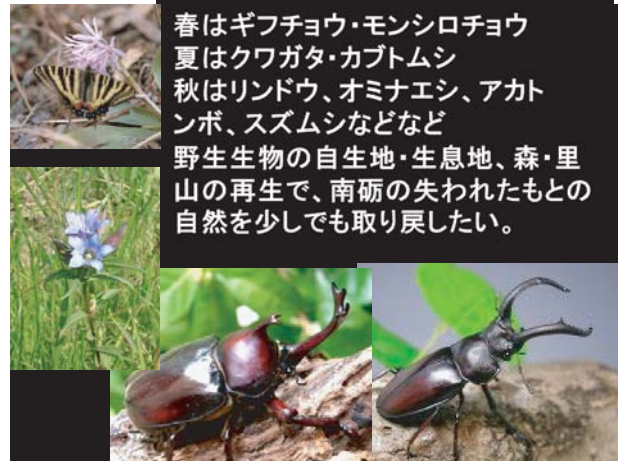 春はギフチョウ・モンシロチョウ
夏はクワガタ・カブトムシ
秋はリンドウ、オミナエシ、アカト
ンボ、スズムシなどなど
野生生物の自生地・生息地、森・里
山の再生で、南砺の失われたもとの
自然を少しでも取り戻したい。